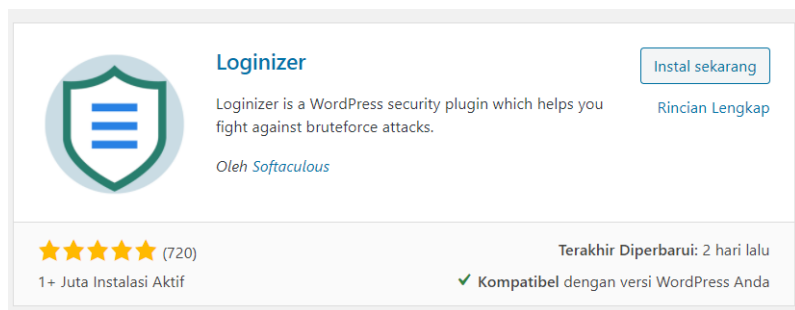 Loginizer
Instal sekarang
Loginizer is a WordPress security plugin which helps you
fight against bruteforce attacks.
Rincian Lengkap
Oleh Softaculous
(720)
Terakhir Diperbarui: 2 hari lalu
1+ Juta Instalasi Aktif
Kompatibel dengan versi WordPress Anda